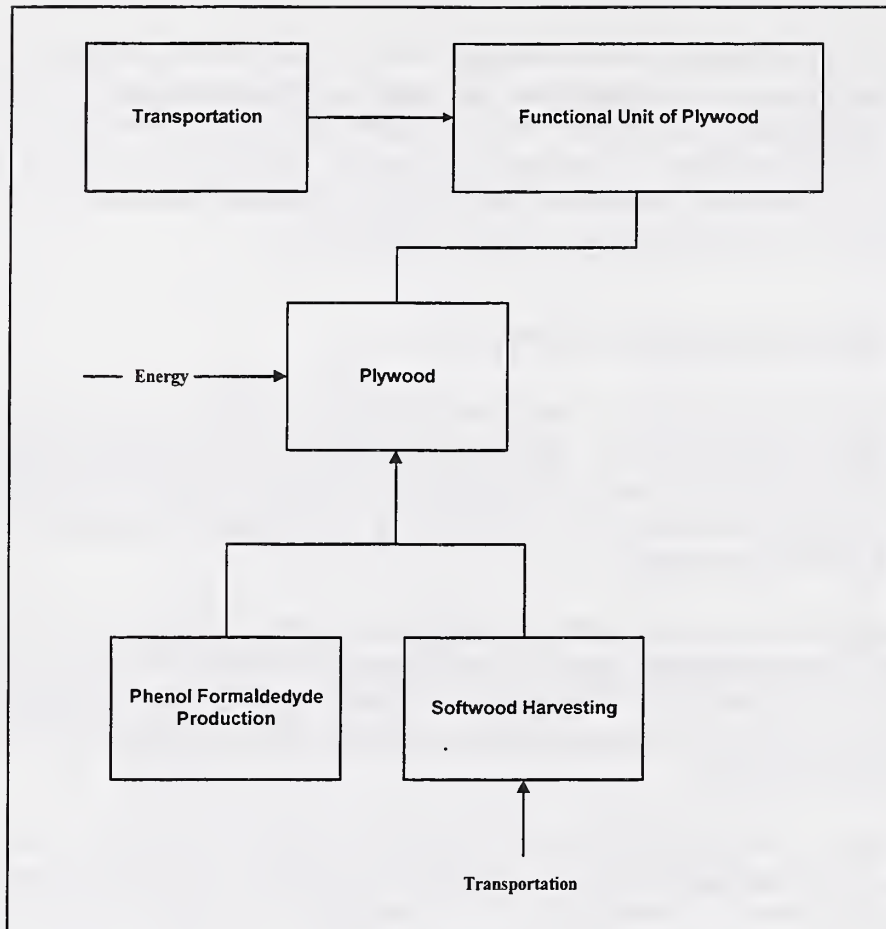 Transportation
Functional Unit of Plywood
Energy
Plywood
Phenol Formaldedyde
Production
Softwood Harvesting
Transportation